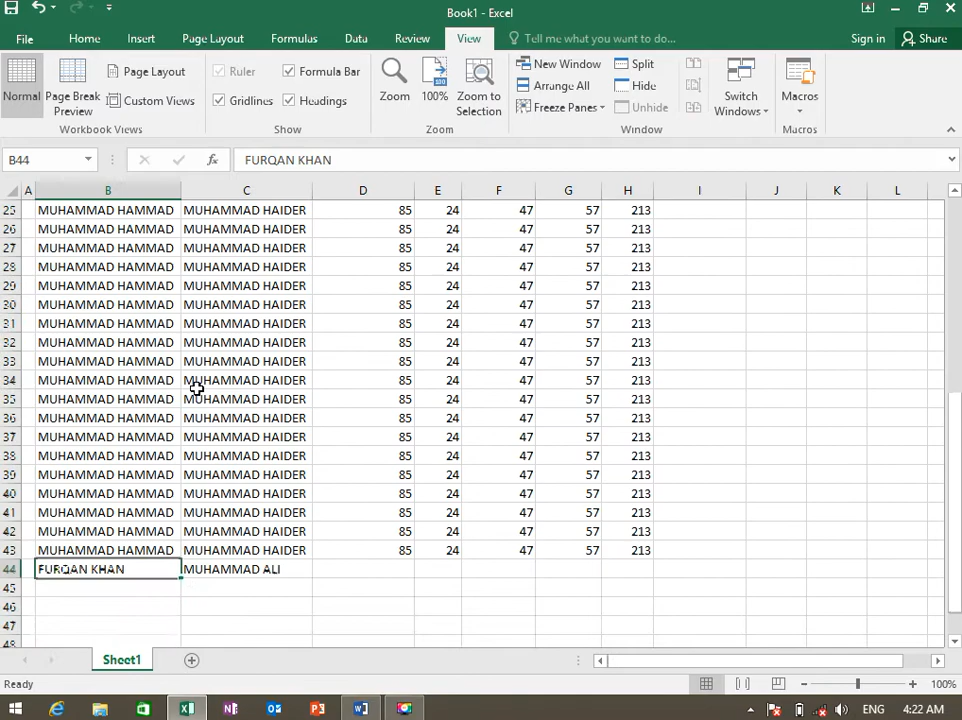 Book1 - Excel
File Home Insert Page Layout Formulas Data Review View Tell me what you want to do... Sign in Share
Normal
Page Break Preview
Page Layout
Custom Views
Workbook Views
Ruler
Formula Bar
Gridlines
Headings
Show
Zoom
100%
Zoom to Selection
Zoom
New Window
Arrange All
Freeze Panes
Split
Hide
Unhide
Switch Windows
Window
Macros
Macros
B44 fx FURQAN KHAN
A B C D E F G H I J K L
25 MUHAMMAD HAMMAD MUHAMMAD HAIDER 85 24 47 57 213
26 MUHAMMAD HAMMAD MUHAMMAD HAIDER 85 24 47 57 213
27 MUHAMMAD HAMMAD MUHAMMAD HAIDER 85 24 47 57 213
28 MUHAMMAD HAMMAD MUHAMMAD HAIDER 85 24 47 57 213
29 MUHAMMAD HAMMAD MUHAMMAD HAIDER 85 24 47 57 213
30 MUHAMMAD HAMMAD MUHAMMAD HAIDER 85 24 47 57 213
31 MUHAMMAD HAMMAD MUHAMMAD HAIDER 85 24 47 57 213
32 MUHAMMAD HAMMAD MUHAMMAD HAIDER 85 24 47 57 213
33 MUHAMMAD HAMMAD MUHAMMAD HAIDER 85 24 47 57 213
34 MUHAMMAD HAMMAD MUHAMMAD HAIDER 85 24 47 57 213
35 MUHAMMAD HAMMAD MUHAMMAD HAIDER 85 24 47 57 213
36 MUHAMMAD HAMMAD MUHAMMAD HAIDER 85 24 47 57 213
37 MUHAMMAD HAMMAD MUHAMMAD HAIDER 85 24 47 57 213
38 MUHAMMAD HAMMAD MUHAMMAD HAIDER 85 24 47 57 213
39 MUHAMMAD HAMMAD MUHAMMAD HAIDER 85 24 47 57 213
40 MUHAMMAD HAMMAD MUHAMMAD HAIDER 85 24 47 57 213
41 MUHAMMAD HAMMAD MUHAMMAD HAIDER 85 24 47 57 213
42 MUHAMMAD HAMMAD MUHAMMAD HAIDER 85 24 47 57 213
43 MUHAMMAD HAMMAD MUHAMMAD HAIDER 85 24 47 57 213
44 FURQAN KHAN MUHAMMAD ALI
45
46
47
48
Sheet1
Ready 100%
ENG 4:22 AM